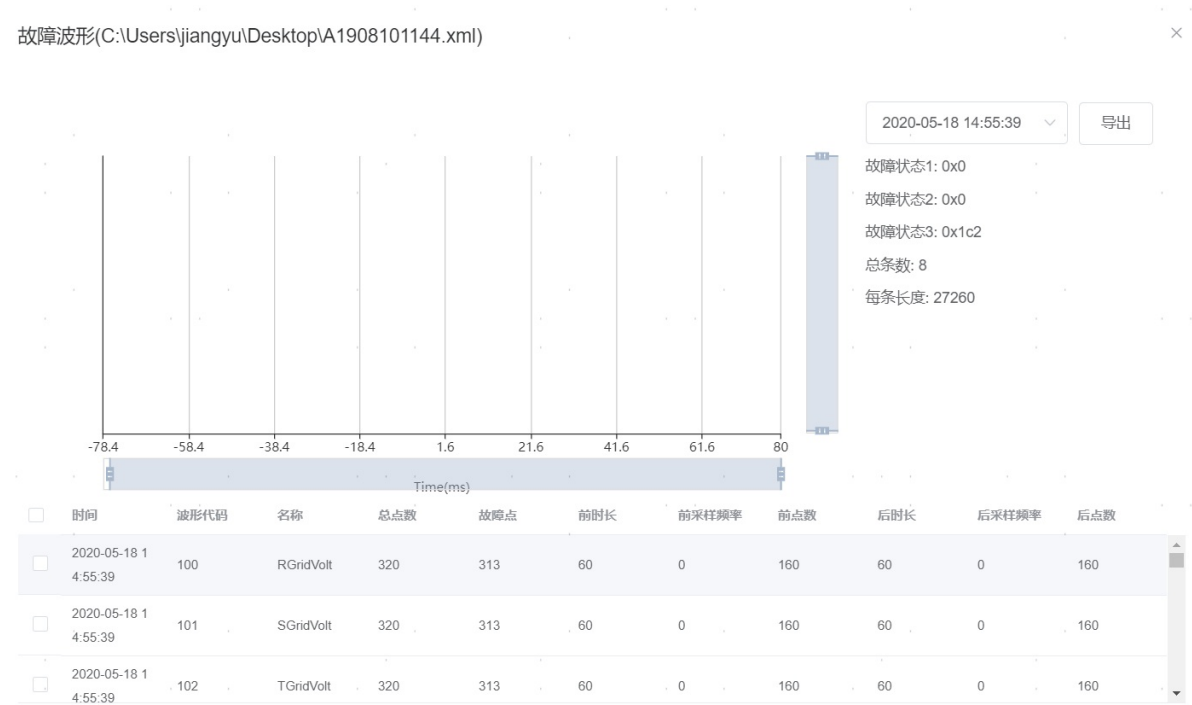 故障波形(C:\Users\jiangyu\Desktop\A1908101144.xml)
2020-05-18 14:55:39
导出
故障状态1: 0x0
故障状态2: 0x0
故障状态3: 0x1c2
总条数: 8
每条长度: 27260
-78.4 -58.4 -38.4 -18.4 1.6 21.6 41.6 61.6 80
Time(ms)
时间 波形代码 名称 总点数 故障点 前时长 前采样频率 前点数 后时长 后采样频率 后点数
2020-05-18 1
4:55:39
100 RGridVolt 320 313 60 0 160 60 0 160
2020-05-18 1
4:55:39
101 SGridVolt 320 313 60 0 160 60 0 160
2020-05-18 1
4:55:39
102 TGridVolt 320 313 60 0 160 60 0 160